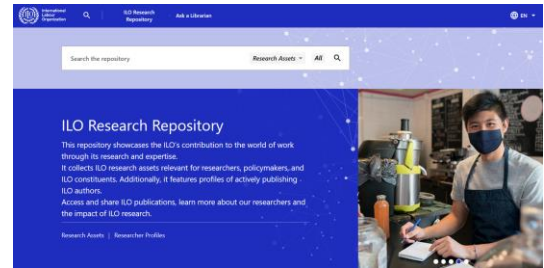 International
Labour
Organization
ILO Research
Repository
Ask a Librarian
EN
Search the repository
Research Assets
All
ILO Research Repository
This repository showcases the ILO's contribution to the world of work
through its research and expertise.
It collects ILO research assets relevant for researchers, policymakers, and
ILO constituents. Additionally, it features profiles of actively publishing
ILO authors.
Access and share ILO publications, learn more about our researchers and
the impact of ILO research.
Research Assets | Researcher Profiles